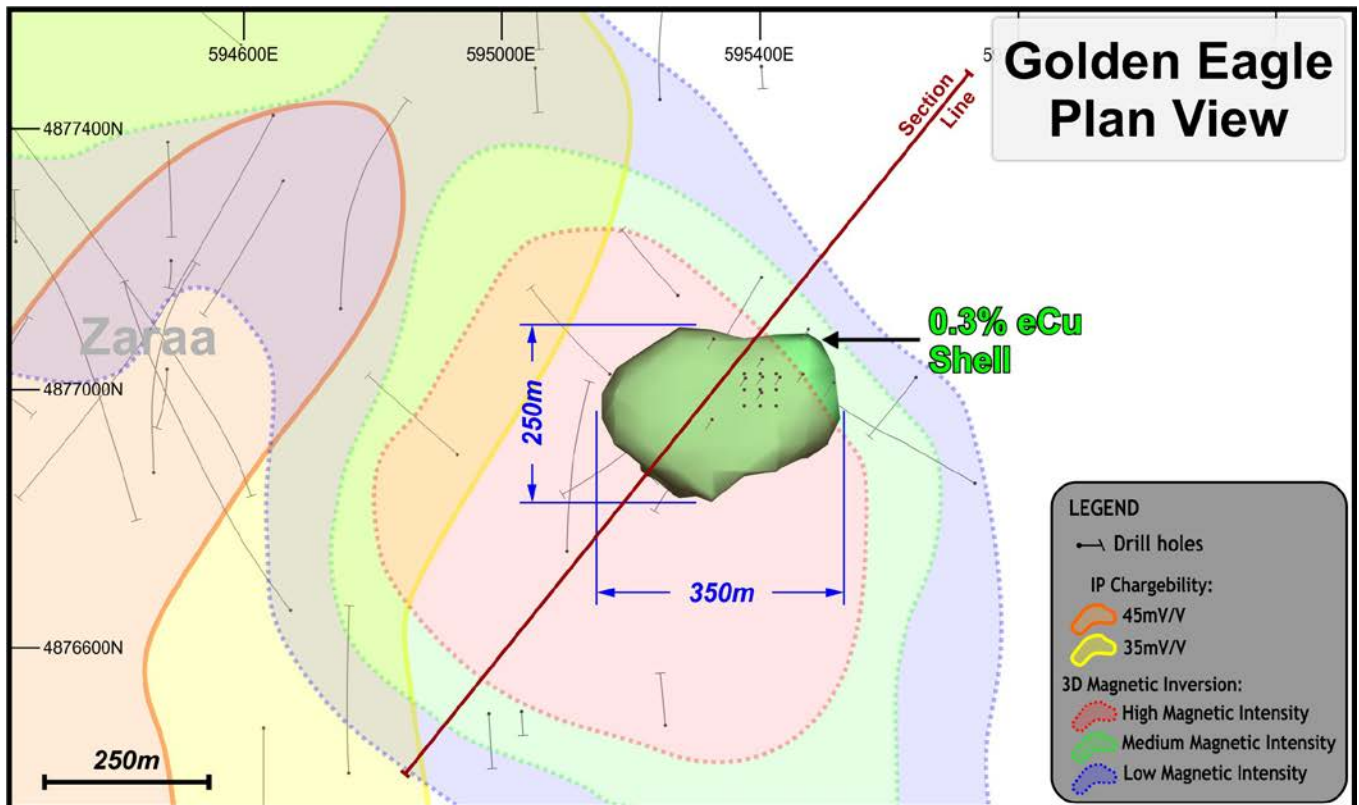 594600E
595000E
595400E
59
Golden Eagle
Plan View
Section
Line
4877400N
Zaraa
0.3% eCu
Shell
4877000N
250m
350m
4876600N
250m
LEGEND
Drill holes
IP Chargebility:
45mV/V
35mV/V
3D Magnetic Inversion:
High Magnetic Intensity
Medium Magnetic Intensity
Low Magnetic Intensity